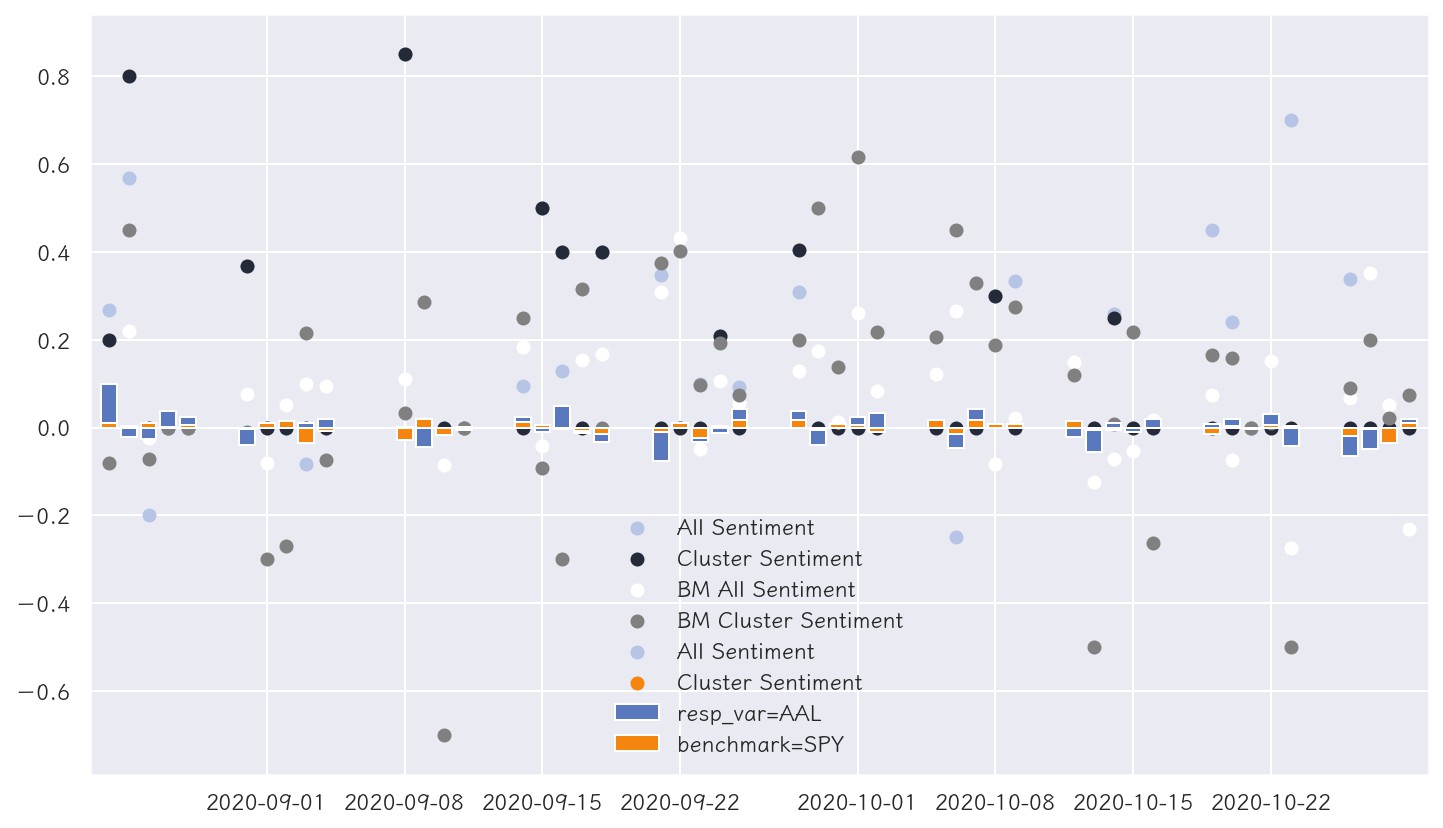 0.8
0.6
0.4
0.2
0.0
−0.2
−0.4
−0.6
All Sentiment
Cluster Sentiment
BM All Sentiment
BM Cluster Sentiment
All Sentiment
Cluster Sentiment
resp_var=AAL
benchmark=SPY
2020-09-01 2020-09-08 2020-09-15 2020-09-22 2020-10-01 2020-10-08 2020-10-15 2020-10-22